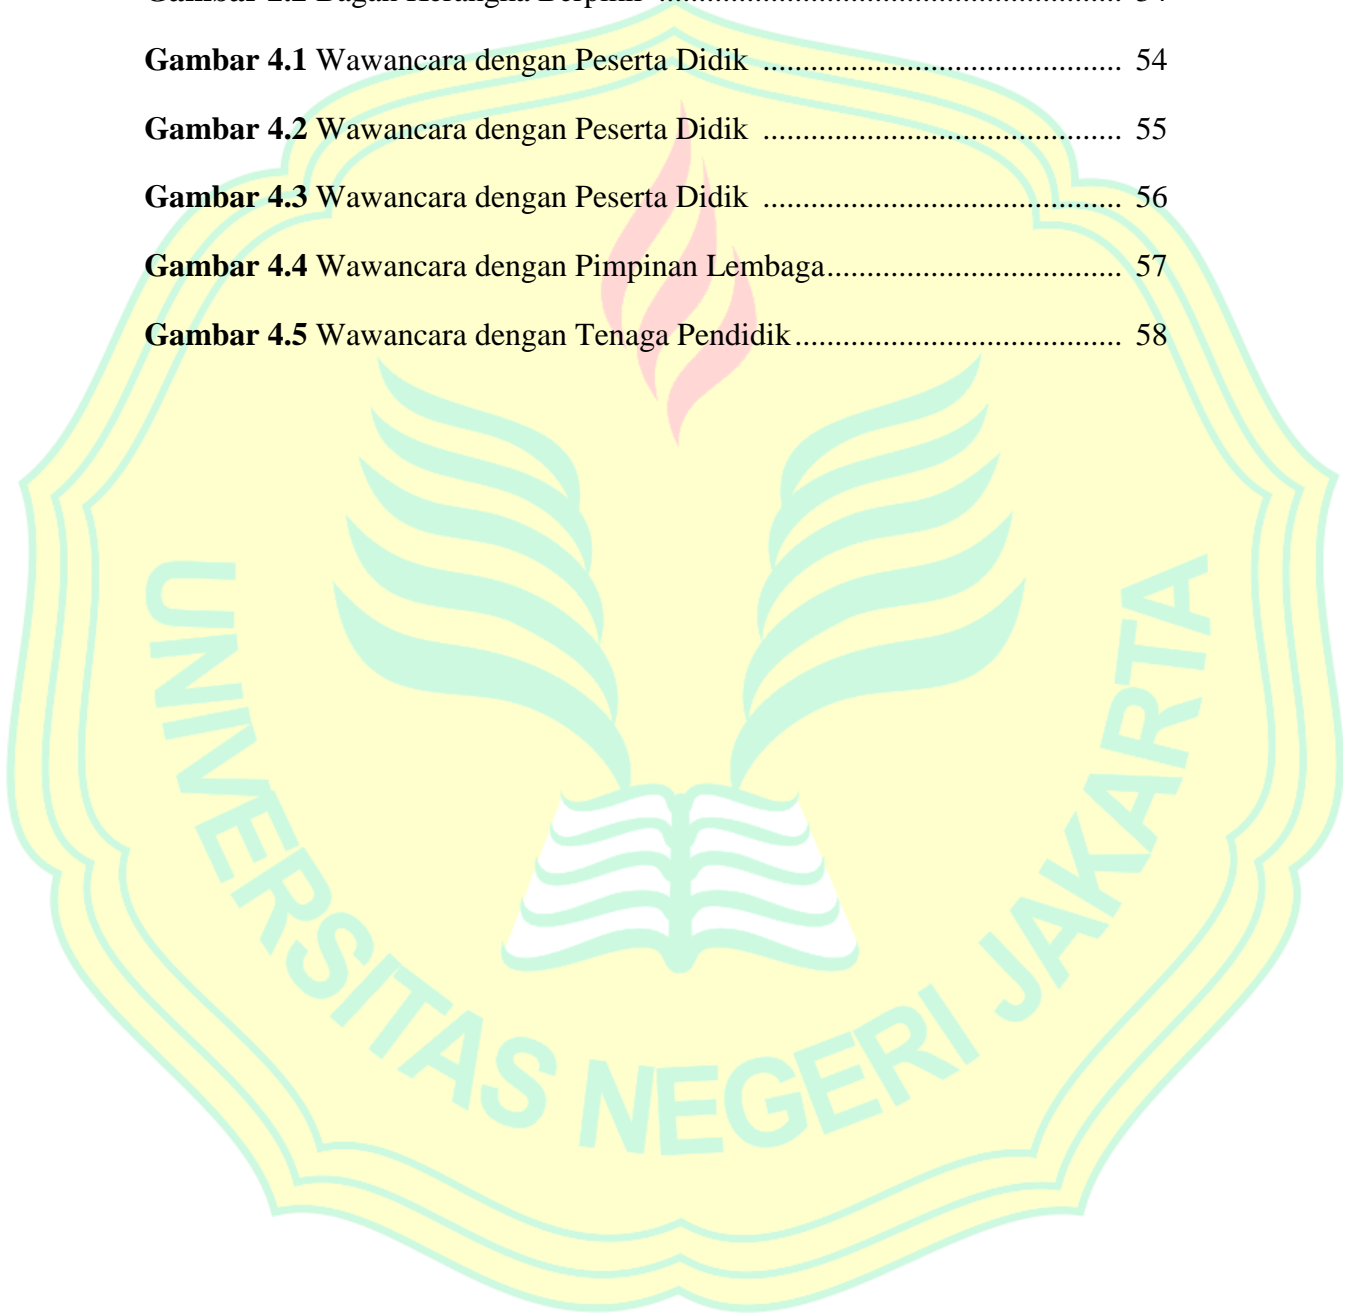 Gambar 4.1 Wawancara dengan Peserta Didik ............................................. 54
Gambar 4.2 Wawancara dengan Peserta Didik ............................................. 55
Gambar 4.3 Wawancara dengan Peserta Didik ............................................. 56
Gambar 4.4 Wawancara dengan Pimpinan Lembaga..................................... 57
Gambar 4.5 Wawancara dengan Tenaga Pendidik......................................... 58
UNIVERSITAS NEGERI JAKARTA